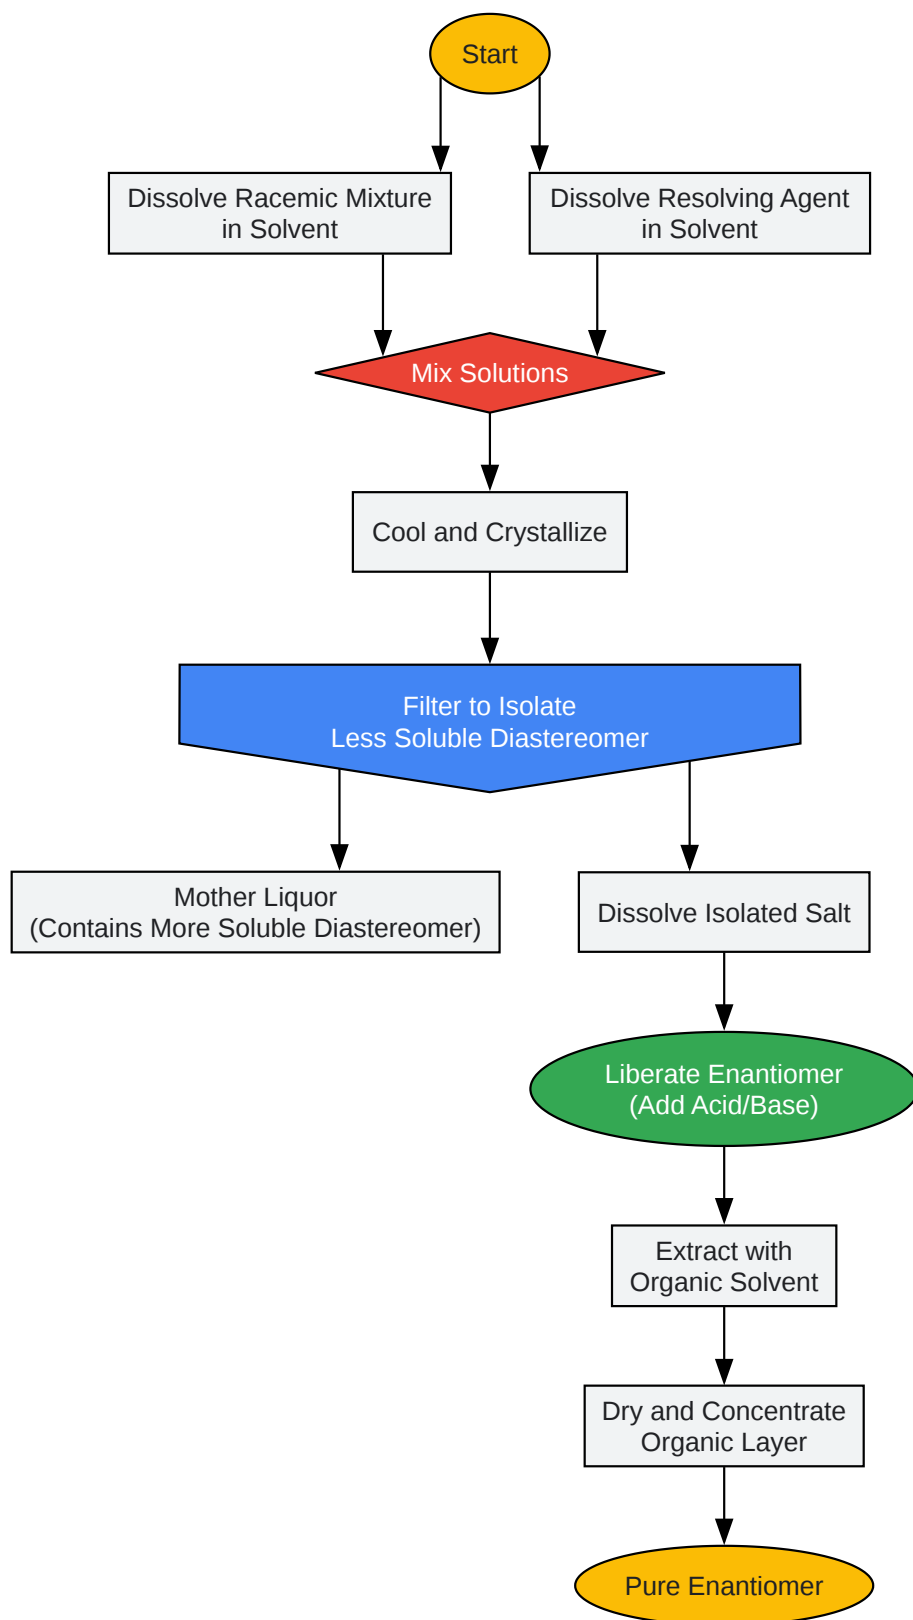 Start
Dissolve Racemic Mixture
in Solvent
Dissolve Resolving Agent
in Solvent
Mix Solutions
Cool and Crystallize
Filter to Isolate
Less Soluble Diastereomer
Mother Liquor
(Contains More Soluble Diastereomer)
Dissolve Isolated Salt
Liberate Enantiomer
(Add Acid/Base)
Extract with
Organic Solvent
Dry and Concentrate
Organic Layer
Pure Enantiomer